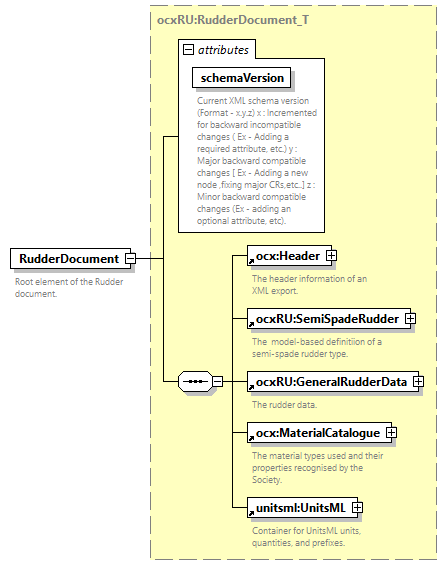 ocxRU:RudderDocument_T
attributes
schemaVersion
Current XML schema version
(Format - x.y.z) x : Incremented
for backward incompatible
changes ( Ex - Adding a
required attribute, etc.) y :
Major backward compatible
changes [ Ex - Adding a new
node ,fixing major CRs,etc..] z :
Minor backward compatible
changes (Ex - adding an
optional attribute, etc).
RudderDocument
Root element of the Rudder
document.
ocx:Header
The header information of an
XML export.
ocxRU:SemiSpadeRudder
The  model-based definitiion of a
semi-spade rudder type.
ocxRU:GeneralRudderData
The rudder data.
ocx:MaterialCatalogue
The material types used and their
properties recognised by the
Society.
unitsml:UnitsML
Container for UnitsML units,
quantities, and prefixes.